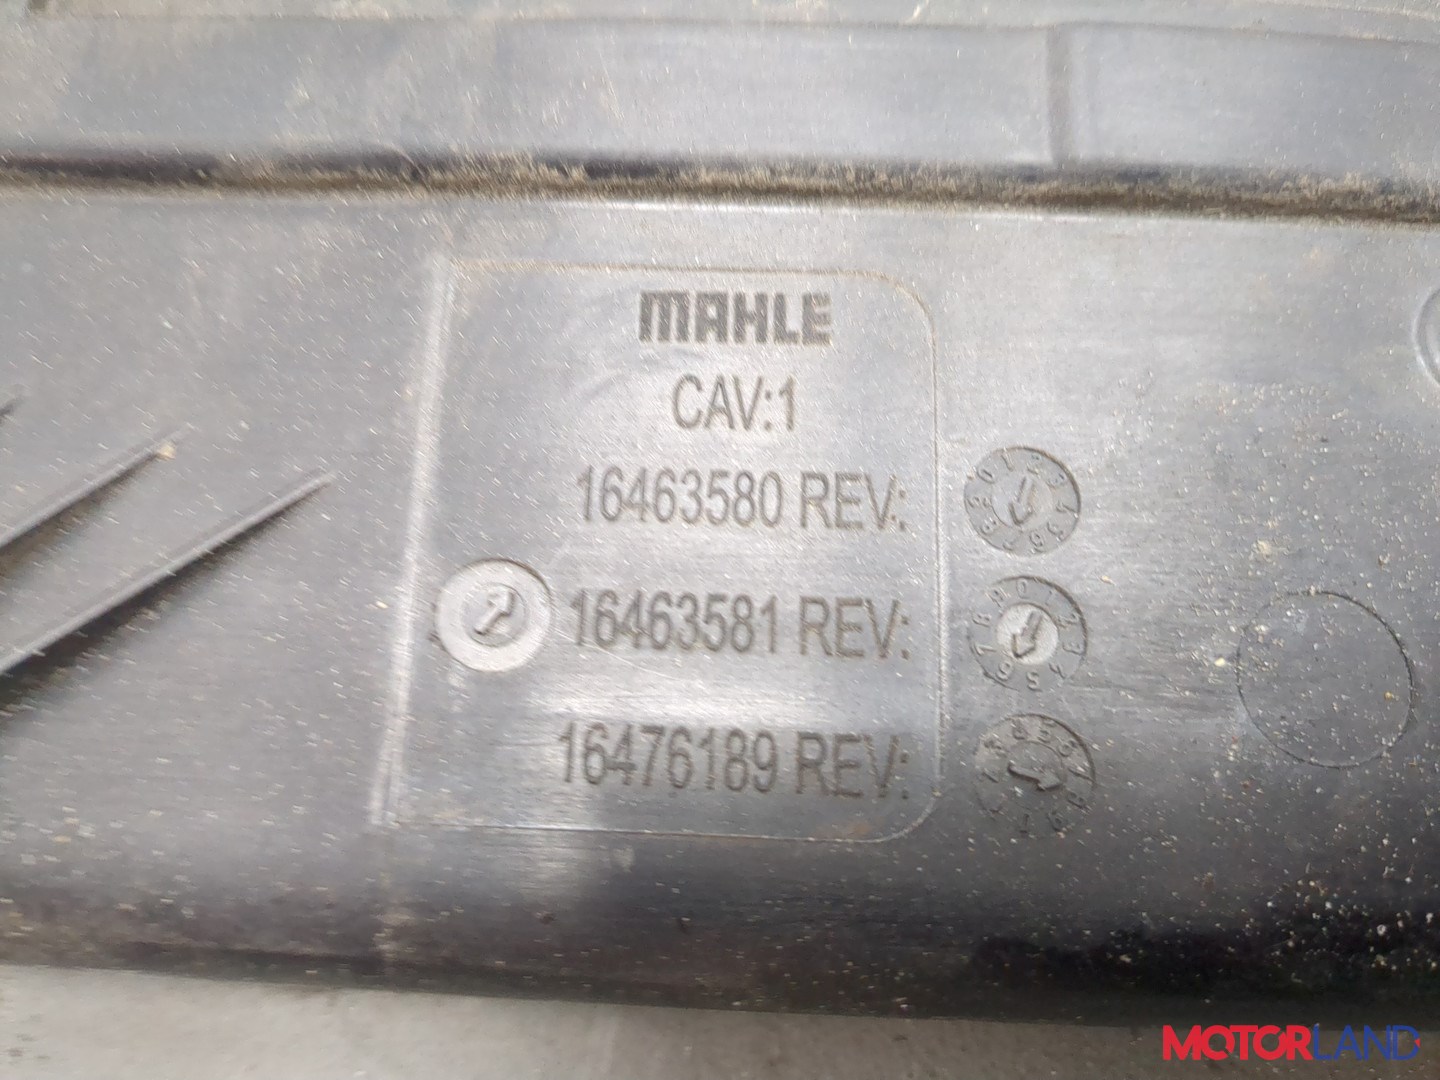 MAHLE
CAV:1
16463580 REV:
16463581 REV:
16476189 REV:
MOTORLAND